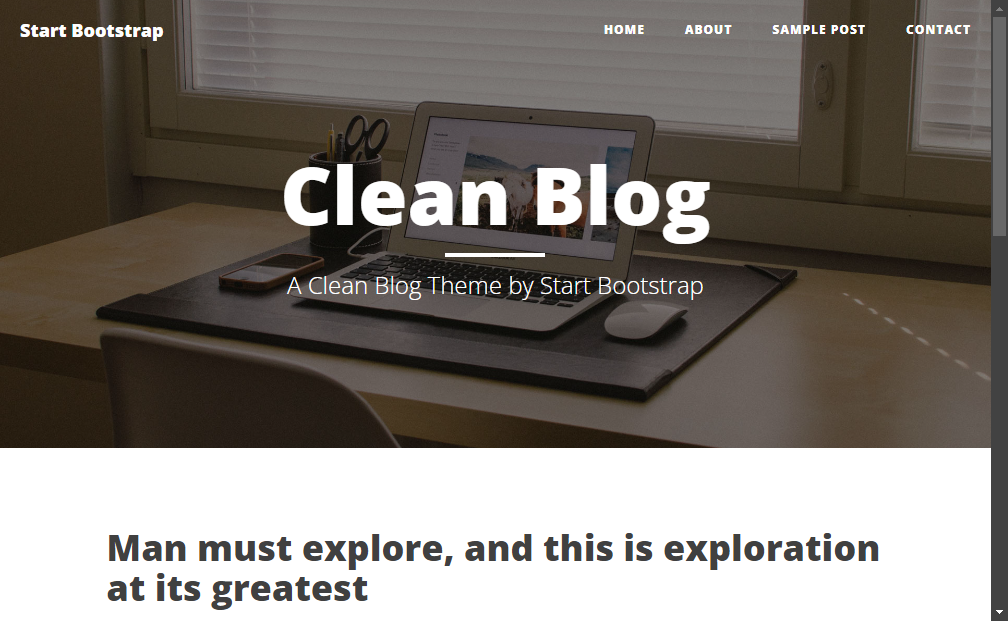 Start Bootstrap
HOME ABOUT SAMPLE POST CONTACT
Clean Blog
A Clean Blog Theme by Start Bootstrap
Man must explore, and this is exploration
at its greatest